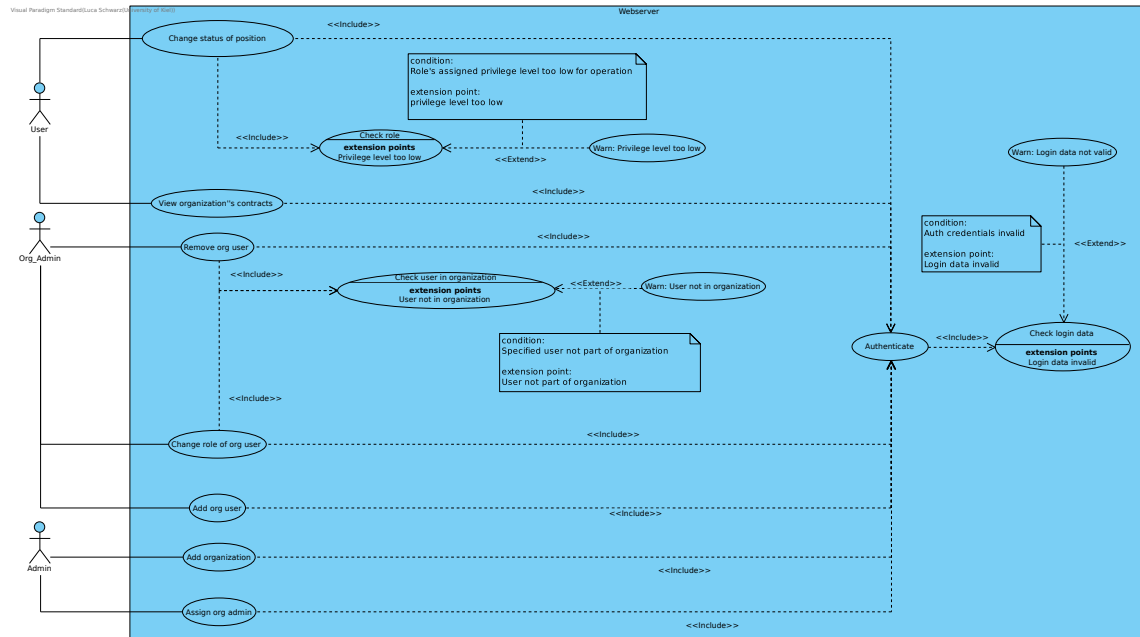 Visual Paradigm Standard(Luca Schwarz(University of Kiel))
Webserver
<<Include>>
Change status of position
condition:
Role's assigned privilege level too low for operation
extension point:
privilege level too low
User
<<Include>>
Check role
extension points
Privilege level too low
<<Extend>>
Warn: Privilege level too low
Warn: Login data not valid
<<Include>>
View organization''s contracts
condition:
Auth credentials invalid
extension point:
Login data invalid
<<Extend>>
Org_Admin
Remove org user
<<Include>>
<<Include>>
Check user in organization
extension points
User not in organization
<<Extend>>
Warn: User not in organization
condition:
Specified user not part of organization
extension point:
User not part of organization
Authenticate
<<Include>>
Check login data
extension points
Login data invalid
<<Include>>
Change role of org user
<<Include>>
Add org user
<<Include>>
Admin
Add organization
<<Include>>
Assign org admin
<<Include>>